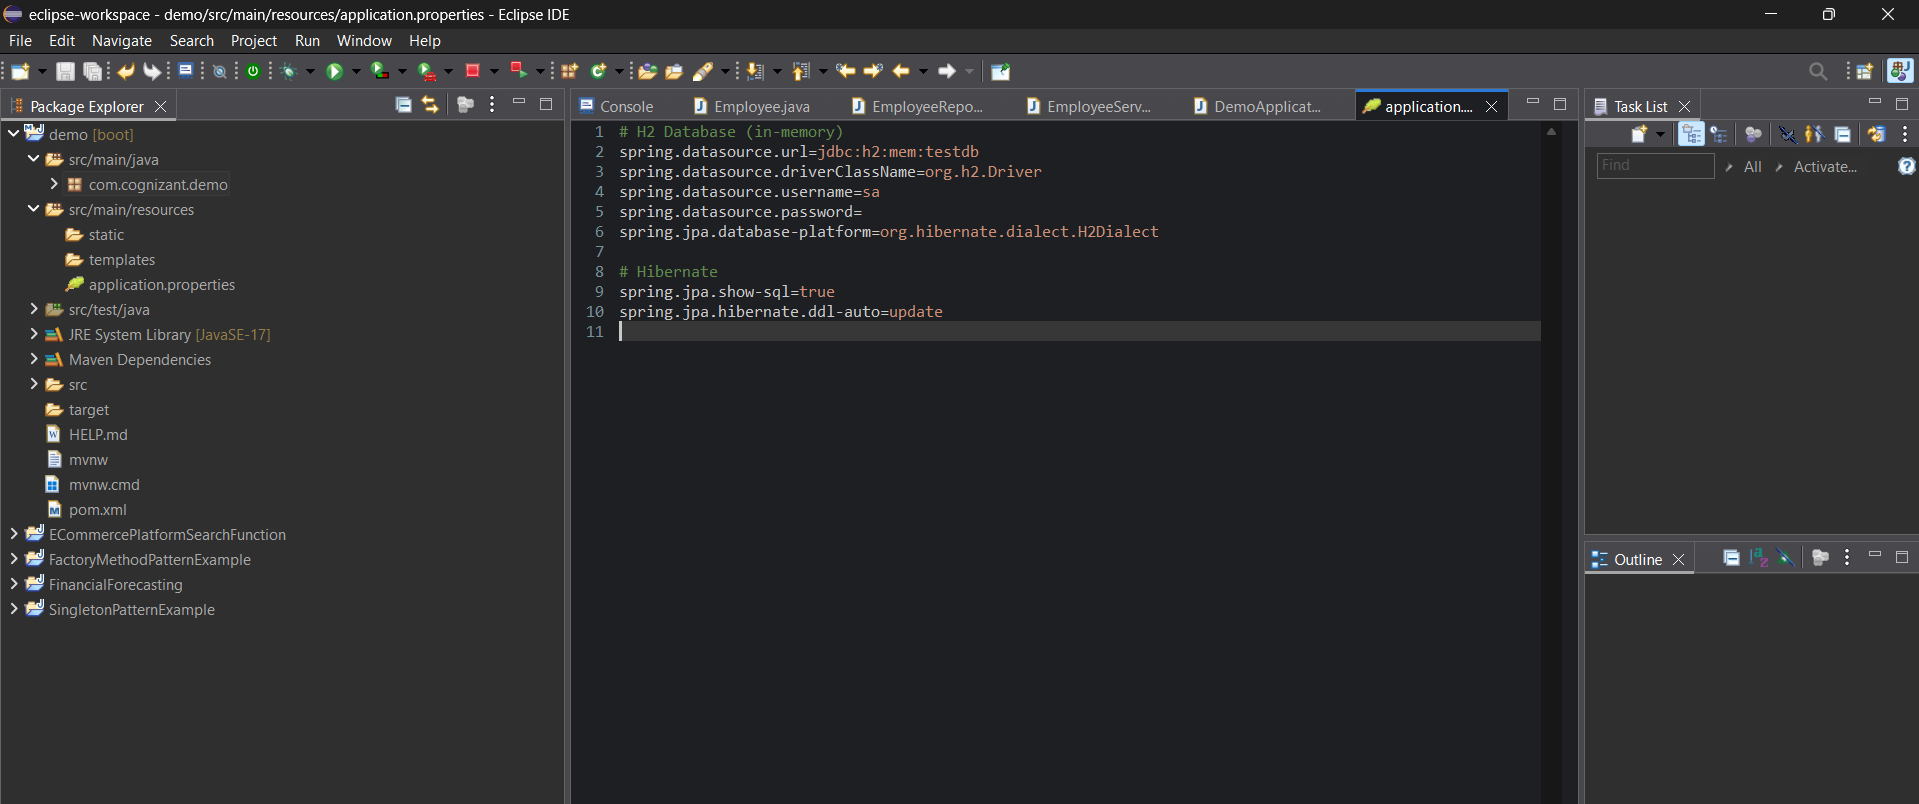 eclipse-workspace - demo/src/main/resources/application.properties - Eclipse IDE
File Edit Navigate Search Project Run Window Help
Package Explorer
demo [boot]
src/main/java
com.cognizant.demo
src/main/resources
static
templates
application.properties
src/test/java
JRE System Library [JavaSE-17]
Maven Dependencies
src
target
HELP.md
mvnw
mvnw.cmd
pom.xml
ECommercePlatformSearchFunction
FactoryMethodPatternExample
FinancialForecasting
SingletonPatternExample
Console Employee.java EmployeeRepo... EmployeeServ... DemoApplicat... application....
1 # H2 Database (in-memory)
2 spring.datasource.url=jdbc:h2:mem:testdb
3 spring.datasource.driverClassName=org.h2.Driver
4 spring.datasource.username=sa
5 spring.datasource.password=
6 spring.jpa.database-platform=org.hibernate.dialect.H2Dialect
7
8 # Hibernate
9 spring.jpa.show-sql=true
10 spring.jpa.hibernate.ddl-auto=update
11
Task List
Find All Activate...
Outline